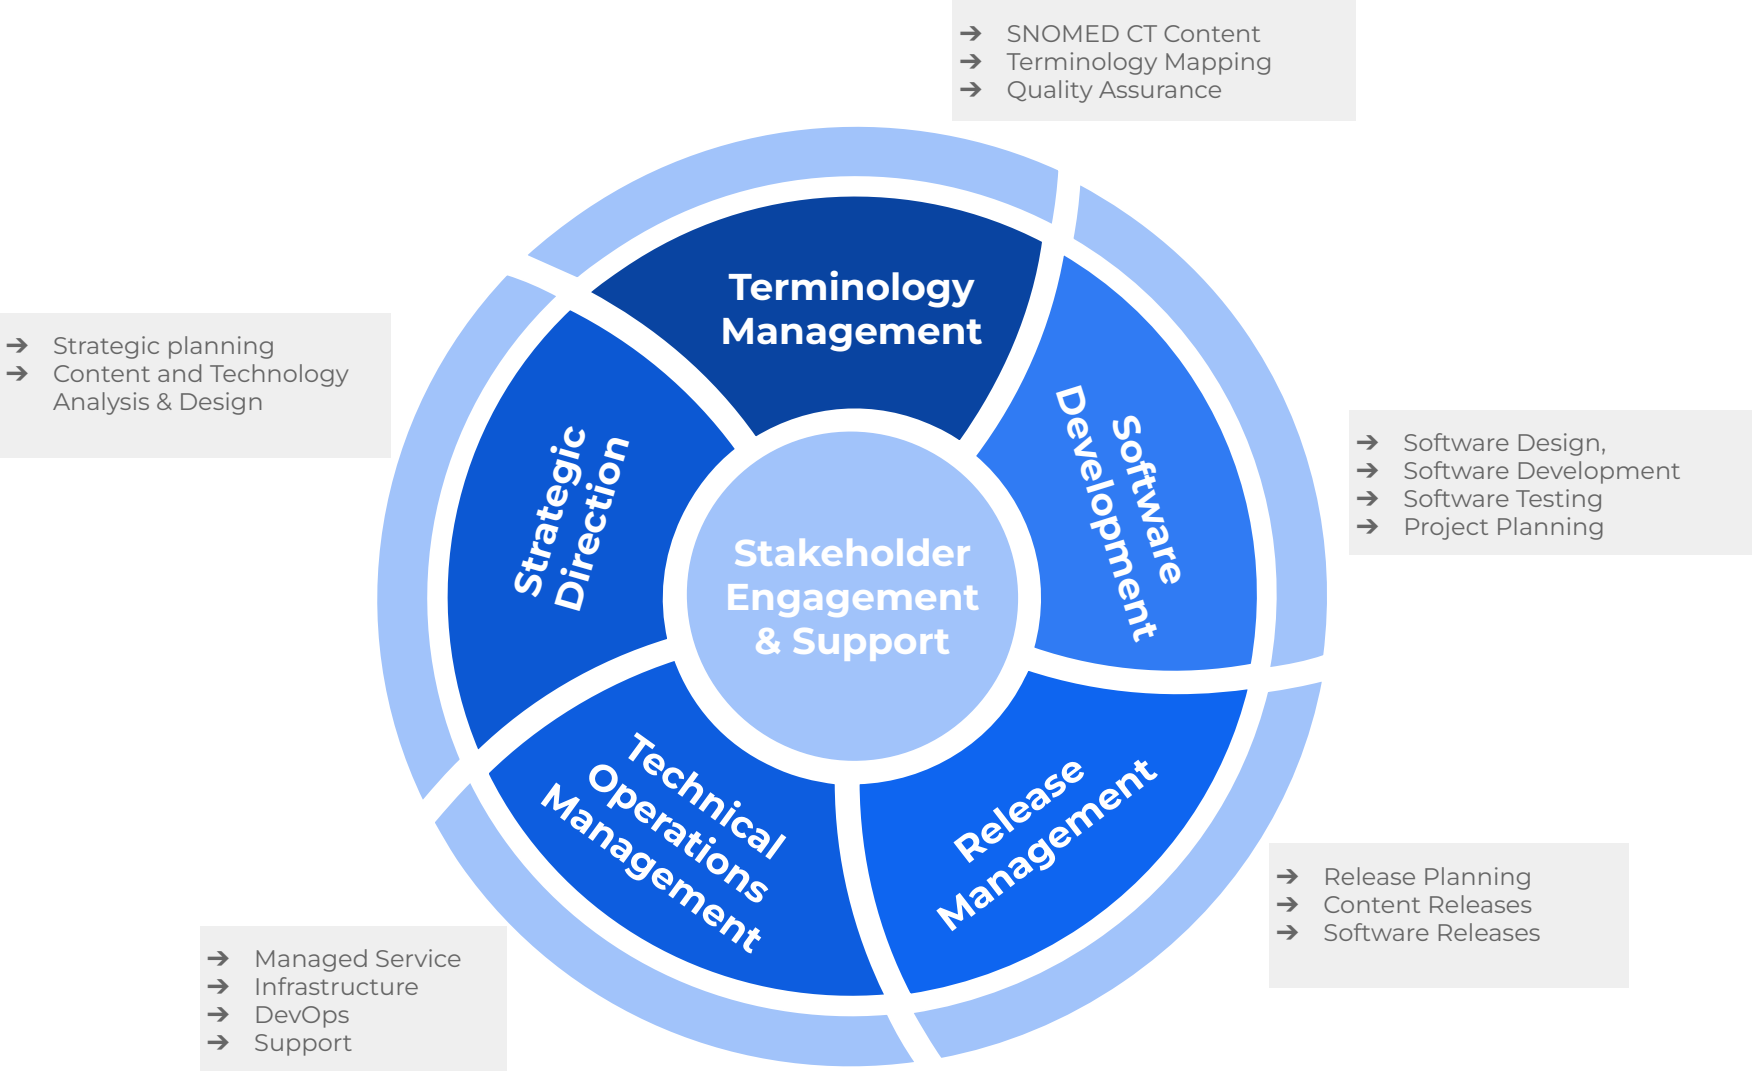 ➔ SNOMED CT Content
➔ Terminology Mapping
➔ Quality Assurance
Terminology
Management
➔ Strategic planning
➔ Content and Technology
Analysis & Design
Strategic
Direction
Software
Development
➔ Software Design,
➔ Software Development
➔ Software Testing
➔ Project Planning
Stakeholder
Engagement
& Support
Technical
Operations
Management
Release
Management
➔ Release Planning
➔ Content Releases
➔ Software Releases
➔ Managed Service
➔ Infrastructure
➔ DevOps
➔ Support